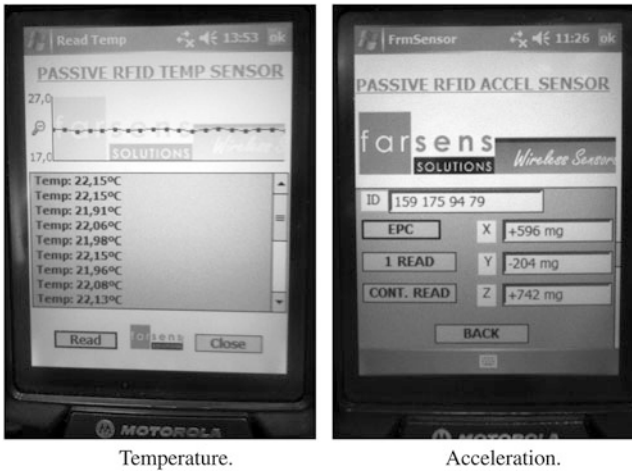 Read Temp 13:53 ok
PASSIVE RFID TEMP SENSOR
27,0
17,0
farsens
SOLUTIONS Wireless Sensors
Temp: 22,15ºC
Temp: 22,15ºC
Temp: 21,91ºC
Temp: 22,06ºC
Temp: 21,98ºC
Temp: 22,15ºC
Temp: 21,96ºC
Temp: 22,08ºC
Temp: 22,13ºC
Read farsens Close
MOTOROLA
Temperature.
FrmSensor 11:26 ok
PASSIVE RFID ACCEL SENSOR
farsens
SOLUTIONS Wireless Sensors
ID 159 175 94 79
EPC X +596 mg
1 READ Y -204 mg
CONT. READ Z +742 mg
BACK
MOTOROLA
Acceleration.